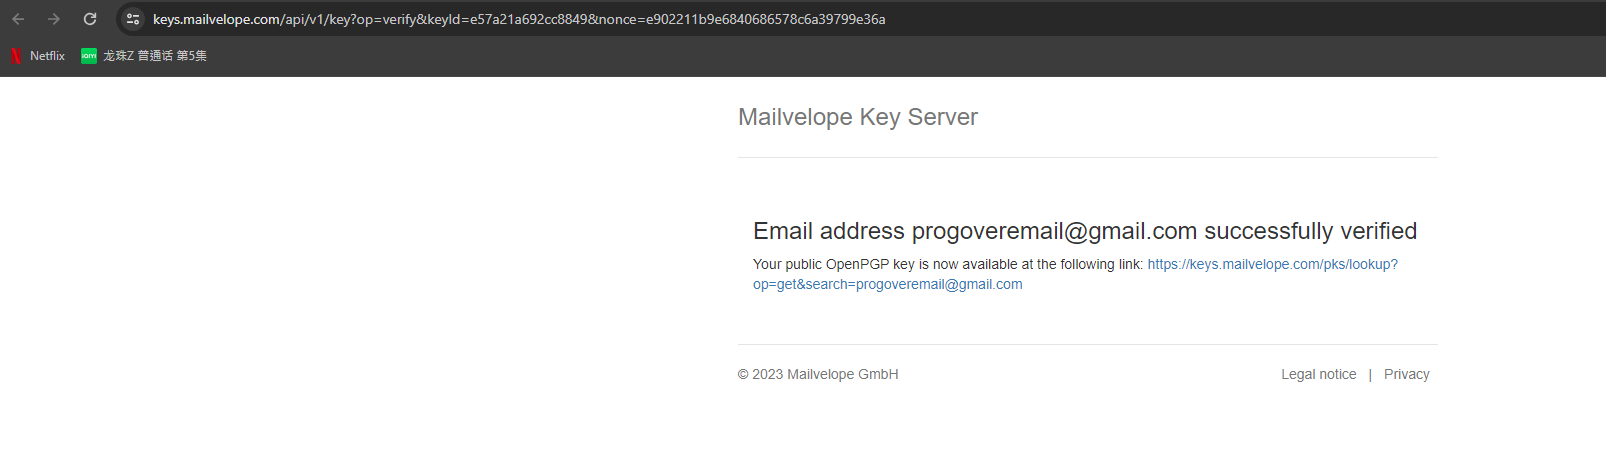 keys.mailvelope.com/api/v1/key?op=verify&keyId=e57a21a692cc8849&nonce=e902211b9e6840686578c6a39799e36a
Netflix
iQIYI 龙珠Z 普通话 第5集
Mailvelope Key Server
Email address progoveremail@gmail.com successfully verified
Your public OpenPGP key is now available at the following link: https://keys.mailvelope.com/pks/lookup?
op=get&search=progoveremail@gmail.com
© 2023 Mailvelope GmbH
Legal notice | Privacy